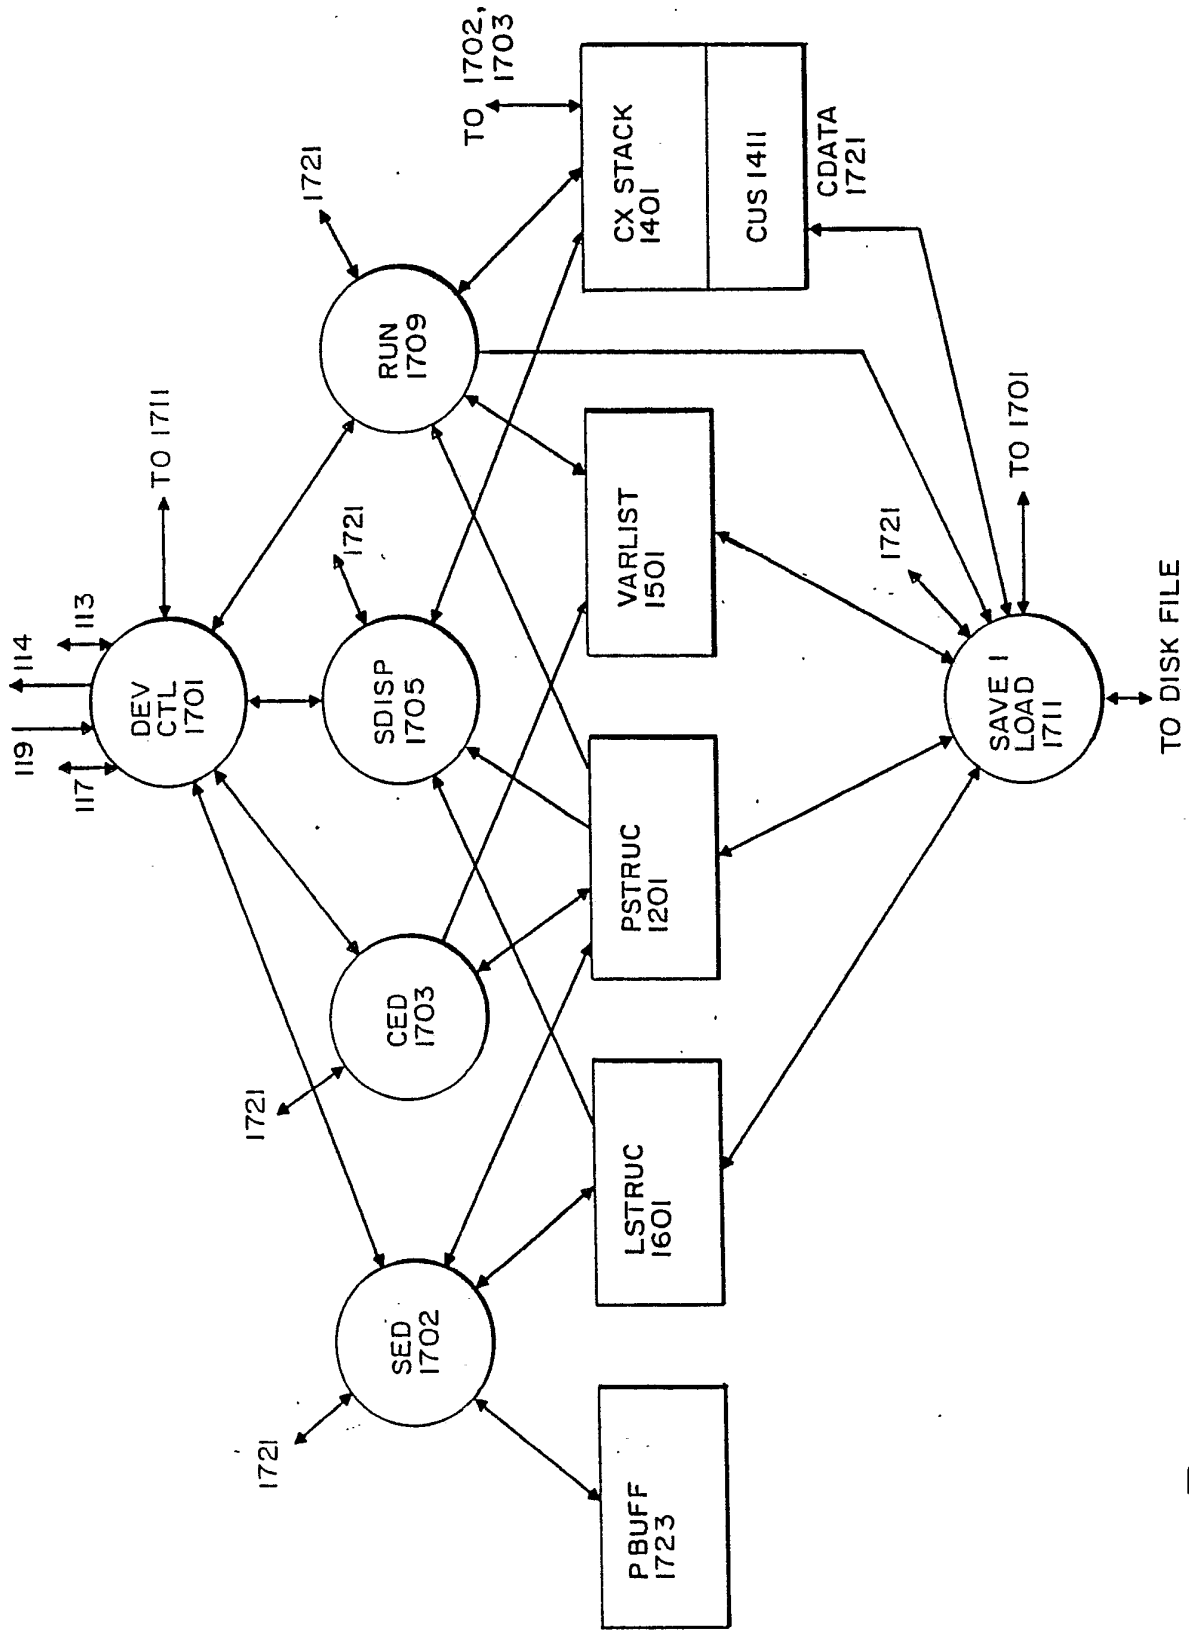 119
114
117
113
DEV
CTL
1701
TO 1711
1721
SED
1702
1721
CED
1703
SDISP
1705
1721
RUN
1709
1721
TO 1702,
1703
PBUFF
1723
LSTRUC
1601
PSTRUC
1201
VARLIST
1501
CX STACK
1401
CUS 1411
CDATA
1721
SAVE 1
LOAD
1711
1721
TO 1701
TO DISK FILE